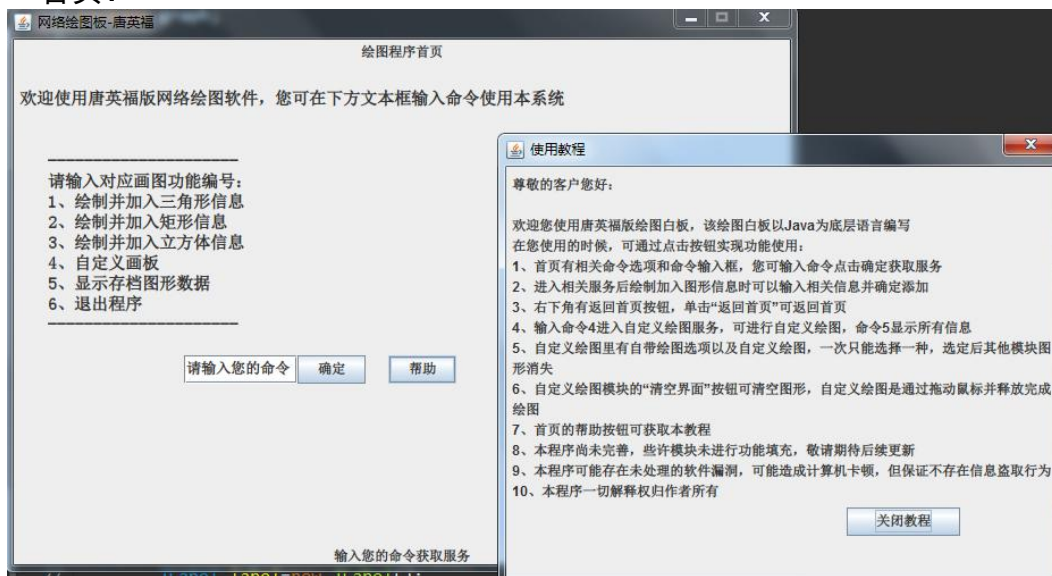 网络绘图板-唐英福
绘图程序首页
欢迎使用唐英福版网络绘图软件，您可在下方文本框输入命令使用本系统
请输入对应画图功能编号：
1、绘制并加入三角形信息
2、绘制并加入矩形信息
3、绘制并加入立方体信息
4、自定义画板
5、显示存档图形数据
6、退出程序
请输入您的命令
确定
帮助
输入您的命令获取服务
使用教程
尊敬的客户您好：
欢迎您使用唐英福版绘图白板，该绘图白板以Java为底层语言编写
在您使用的时候，可通过点击按钮实现功能使用：
1、首页有相关命令选项和命令输入框，您可输入命令点击确定获取服务
2、进入相关服务后绘制加入图形信息时可以输入相关信息并确定添加
3、右下角有返回首页按钮，单击“返回首页”可返回首页
4、输入命令4进入自定义绘图服务，可进行自定义绘图，命令5显示所有信息
5、自定义绘图里有自带绘图选项以及自定义绘图，一次只能选择一种，选定后其他模块图
形消失
6、自定义绘图模块的“清空界面”按钮可清空图形，自定义绘图是通过拖动鼠标并释放完成
绘图
7、首页的帮助按钮可获取本教程
8、本程序尚未完善，些许模块未进行功能填充，敬请期待后续更新
9、本程序可能存在未处理的软件漏洞，可能造成计算机卡顿，但保证不存在信息盗取行为
10、本程序一切解释权归作者所有
关闭教程